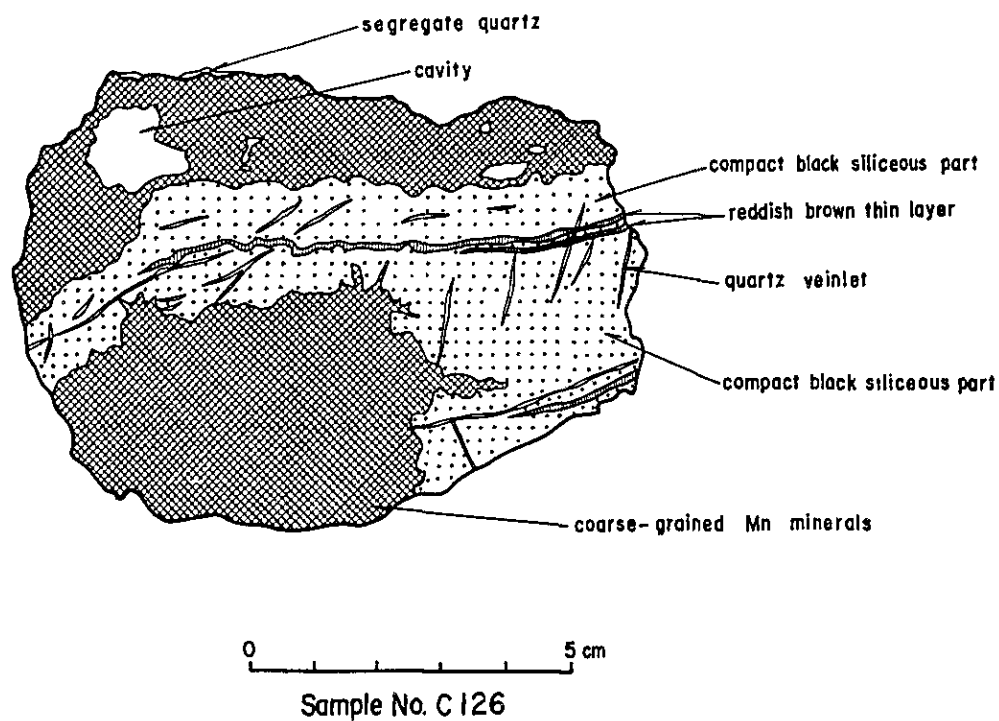 segregate quartz
cavity
compact black siliceous part
reddish brown thin layer
quartz veinlet
compact black siliceous part
coarse-grained Mn minerals
0 5 cm
Sample No. C126